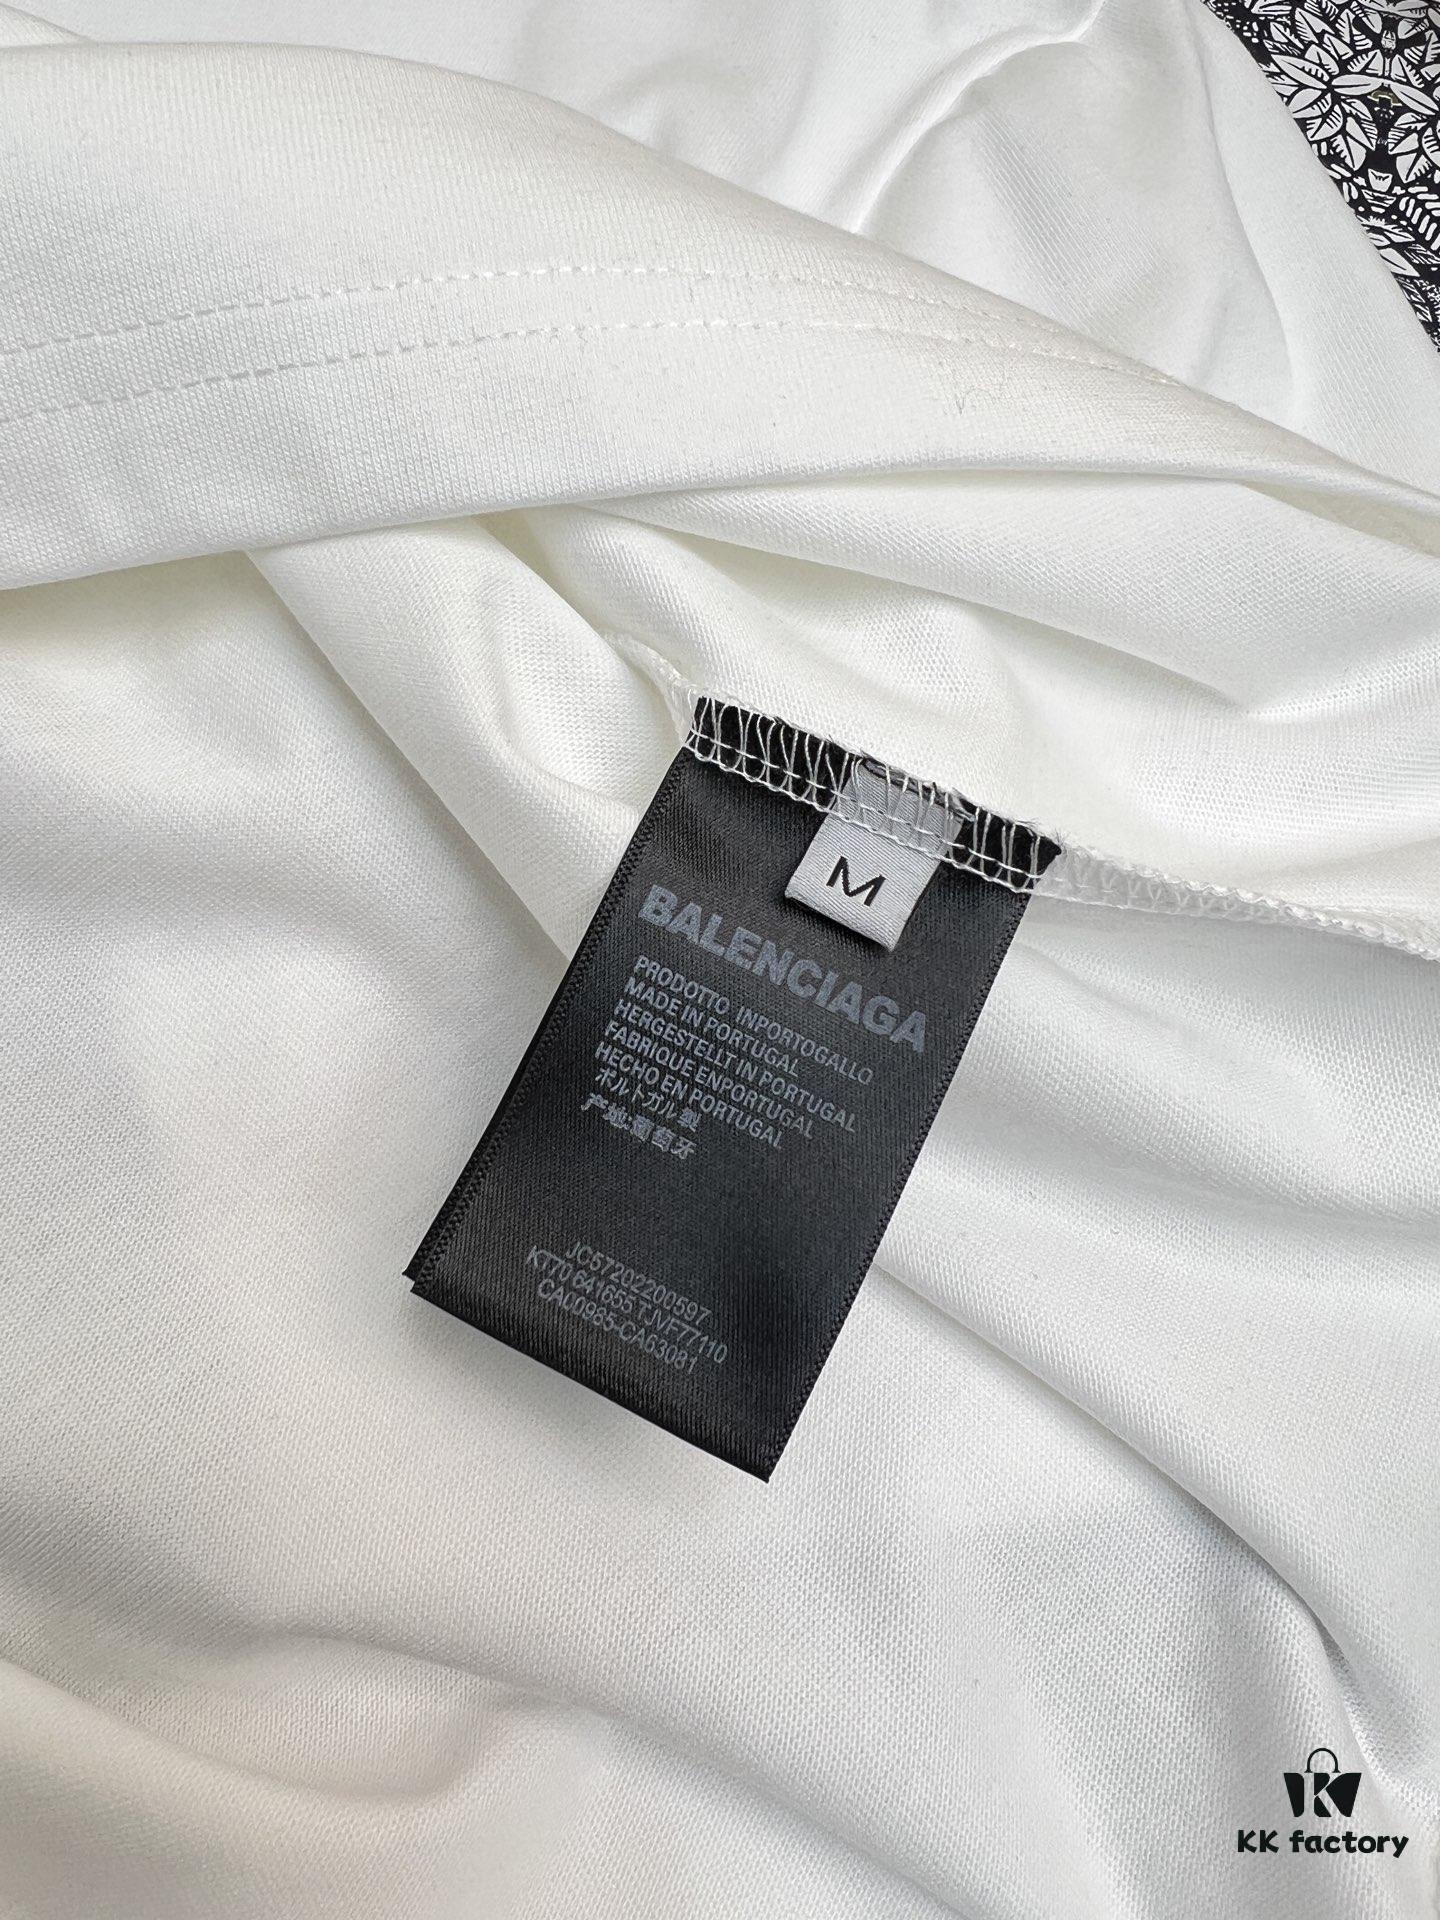 M
BALENCIAGA
PRODOTTO INPORTOGALLO
MADE IN PORTUGAL
HERGESTELLT IN PORTUGAL
FABRIQUE ENPORTUGAL
HECHO EN PORTUGAL
ポルトガル製
产地:葡萄牙
JC57202200597
KT70 641655 TJVF77110
CA00985-CA63081
KK factory